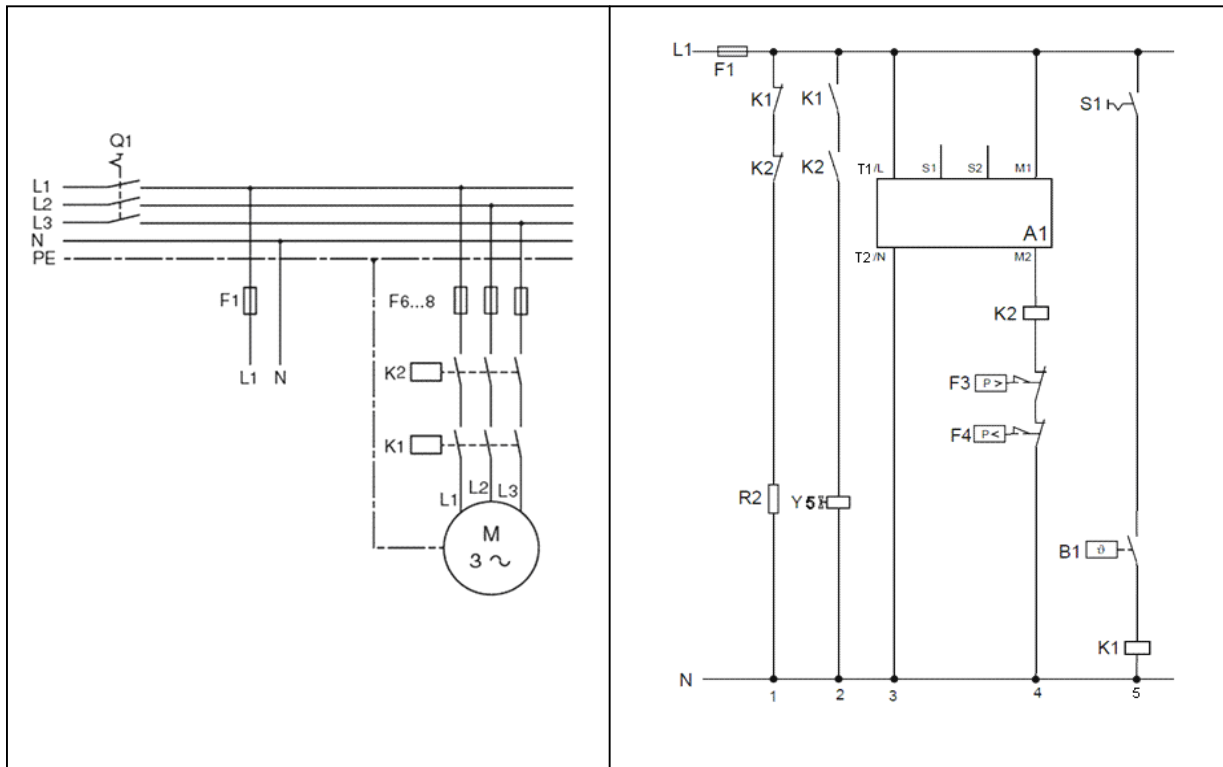 Q1
L1
L2
L3
N
PE
F1
F6...8
L1 N
K2
K1
L1 L2 L3
M
3 ~
L1
F1
K1 K1 S1
K2 K2 T1/L S1 S2 M1
A1
T2/N M2
K2
F3 P >
F4 P <
R2 Y 5
B1 ϑ
K1
N
1 2 3 4 5